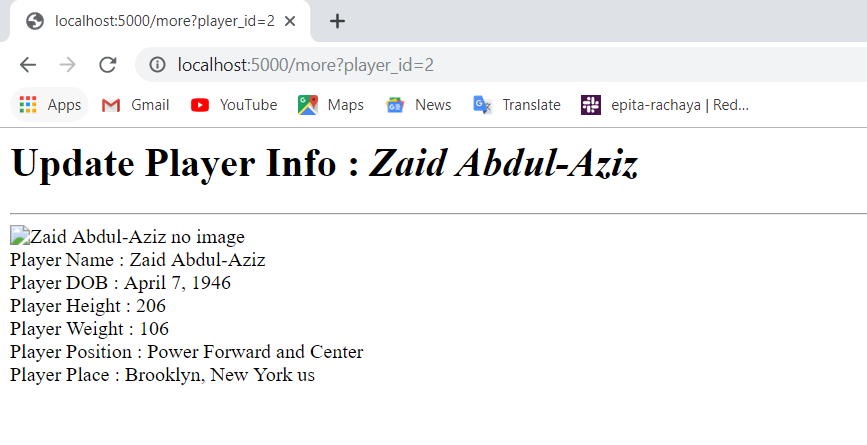 localhost:5000/more?player_id=2
localhost:5000/more?player_id=2
Apps Gmail YouTube Maps News Translate epita-rachaya | Red...
Update Player Info : Zaid Abdul-Aziz
Zaid Abdul-Aziz no image
Player Name : Zaid Abdul-Aziz
Player DOB : April 7, 1946
Player Height : 206
Player Weight : 106
Player Position : Power Forward and Center
Player Place : Brooklyn, New York us